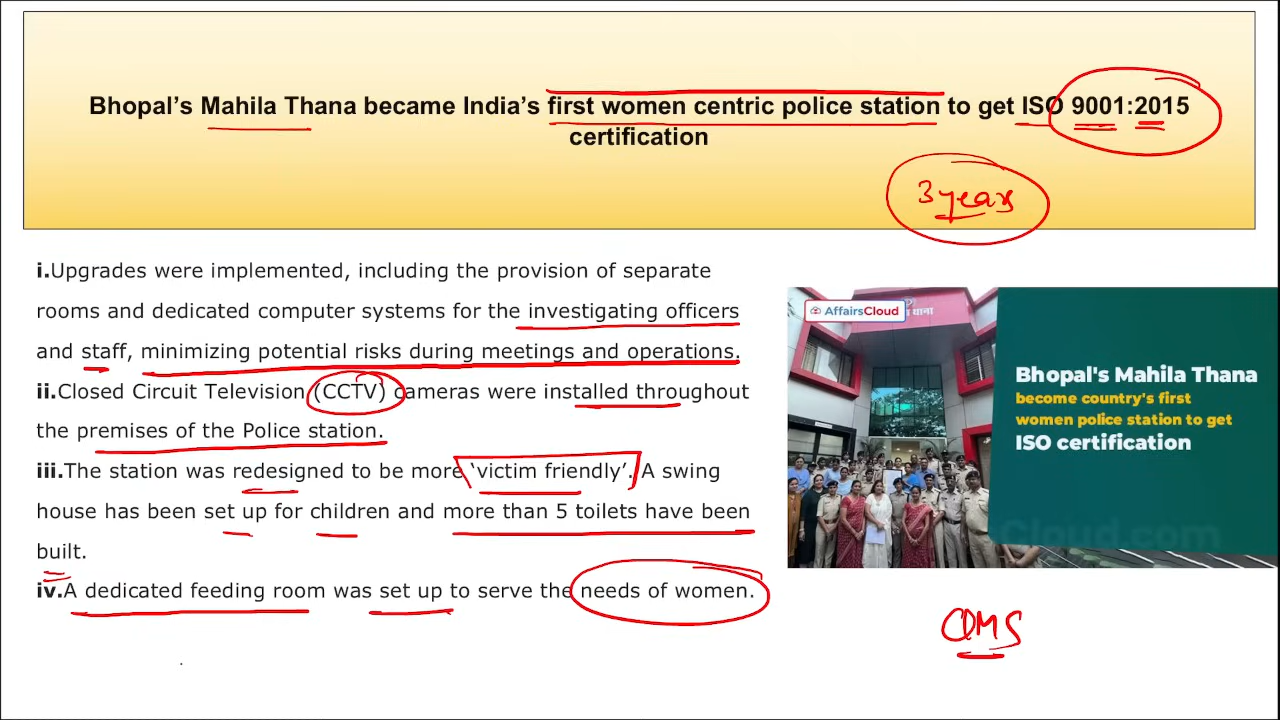 Bhopal’s Mahila Thana became India’s first women centric police station to get ISO 9001:2015
certification
3 years
i.Upgrades were implemented, including the provision of separate
rooms and dedicated computer systems for the investigating officers
and staff, minimizing potential risks during meetings and operations.
ii.Closed Circuit Television (CCTV) cameras were installed throughout
the premises of the Police station.
iii.The station was redesigned to be more ‘victim friendly’. A swing
house has been set up for children and more than 5 toilets have been
built.
iv.A dedicated feeding room was set up to serve the needs of women.
AffairsCloud
थाना
Bhopal's Mahila Thana
become country's first
women police station to get
ISO certification
Cloud.com